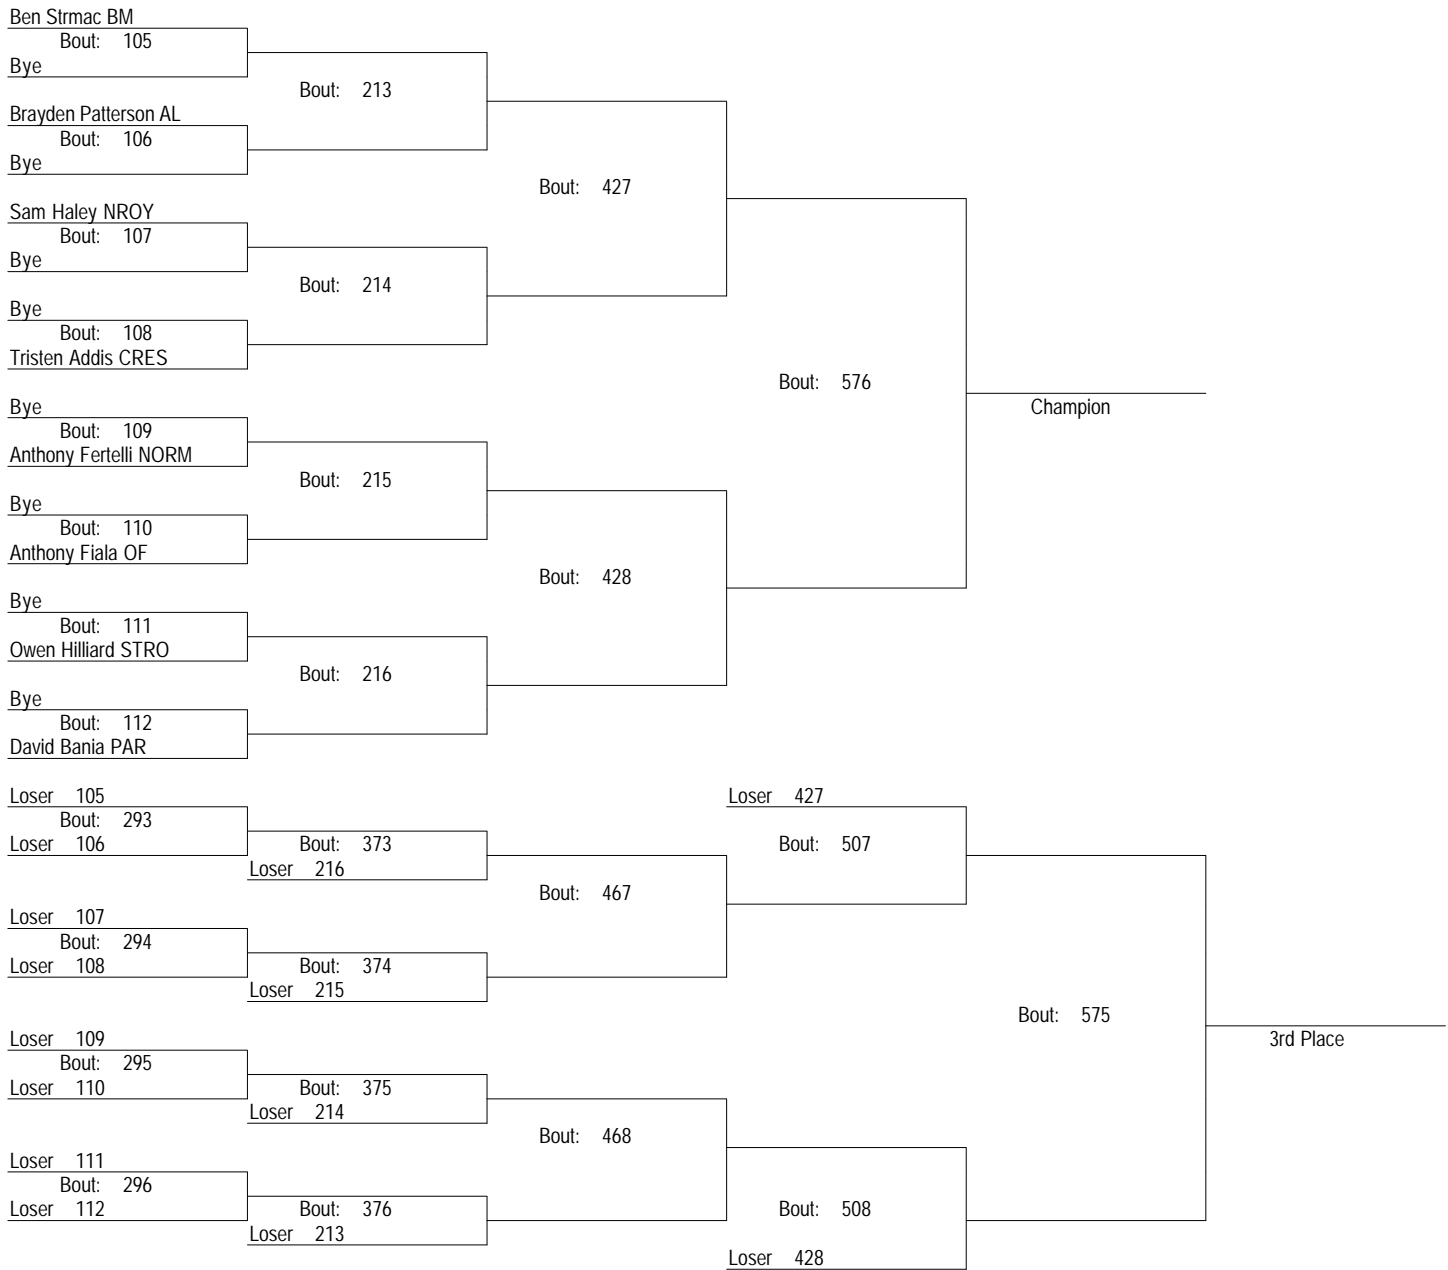 Ben Strmac BM
Bout: 105
Bye
Bout: 213
Brayden Patterson AL
Bout: 106
Bye
Bout: 427
Sam Haley NROY
Bout: 107
Bye
Bout: 214
Bye
Bout: 108
Tristen Addis CRES
Bout: 576
Champion
Bye
Bout: 109
Anthony Fertelli NORM
Bout: 215
Bye
Bout: 110
Anthony Fiala OF
Bout: 428
Bye
Bout: 111
Owen Hilliard STRO
Bout: 216
Bye
Bout: 112
David Bania PAR
Loser 105
Bout: 293
Loser 106
Bout: 373
Loser 216
Bout: 467
Loser 427
Bout: 507
Loser 107
Bout: 294
Loser 108
Bout: 374
Loser 215
Bout: 575
3rd Place
Loser 109
Bout: 295
Loser 110
Bout: 375
Loser 214
Bout: 468
Loser 111
Bout: 296
Loser 112
Bout: 376
Loser 213
Bout: 508
Loser 428